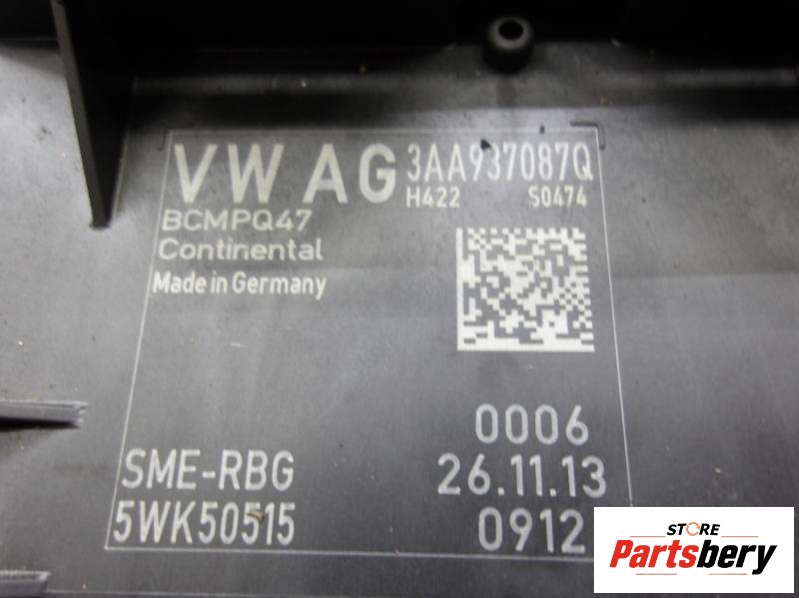 VW AG 3AA937087Q
H422 S0474
BCMPQ47
Continental
Made in Germany
0006
SME-RBG 26.11.13
5WK50515 0912
STORE
Partsbery